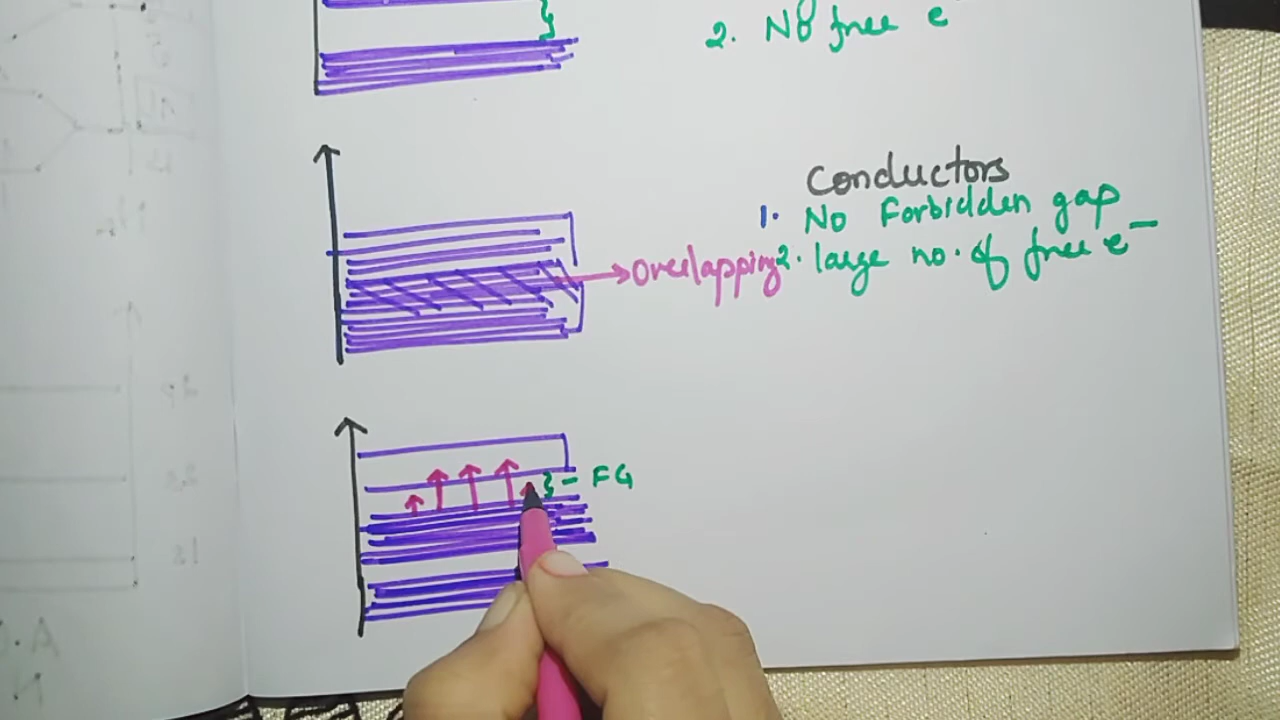 2. No free e
Conductors
1. No Forbidden gap
Overlapping 2. large no. of free e⁻
- FG